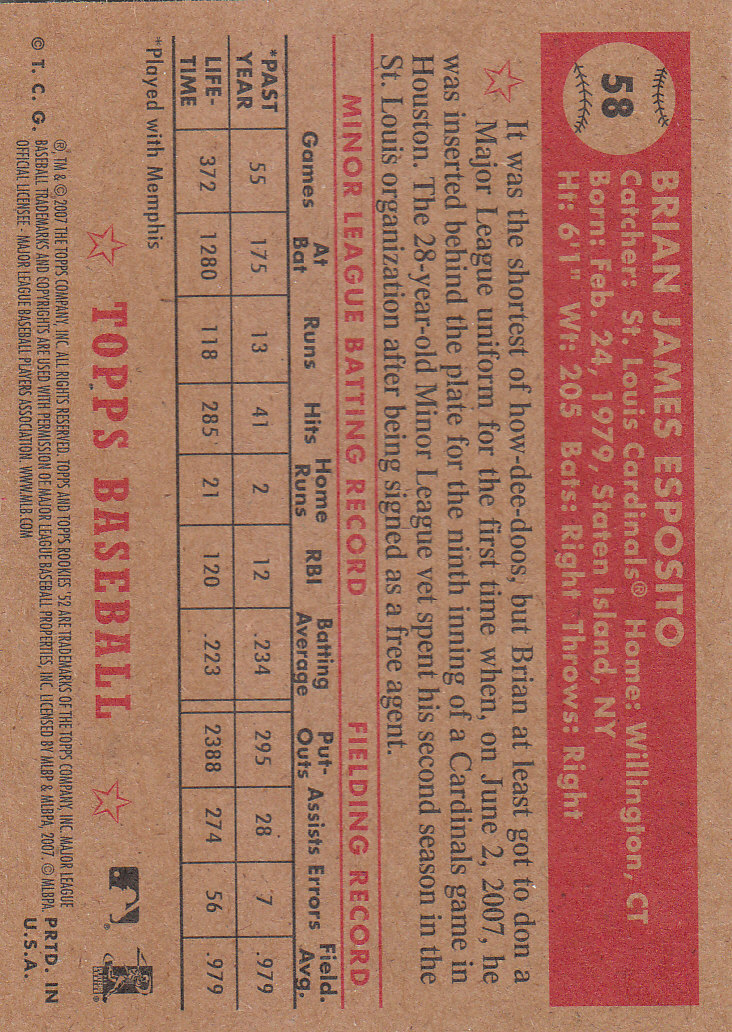 58
BRIAN JAMES ESPOSITO
Catcher: St. Louis Cardinals® Home: Willington, CT
Born: Feb. 24, 1979, Staten Island, NY
Ht: 6'1" Wt: 205 Bats: Right Throws: Right
It was the shortest of how-dee-doos, but Brian at least got to don a
Major League uniform for the first time when, on June 2, 2007, he
was inserted behind the plate for the ninth inning of a Cardinals game in
Houston. The 28-year-old Minor League vet spent his second season in the
St. Louis organization after being signed as a free agent.
MINOR LEAGUE BATTING RECORD FIELDING RECORD
Games At Bat Runs Hits Home Runs RBI Batting Average Put-Outs Assists Errors Field. Avg.
*PAST YEAR 55 175 13 41 2 12 .234 295 28 7 .979
LIFE-TIME 372 1280 118 285 21 120 .223 2388 274 56 .979
*Played with Memphis
TOPPS BASEBALL
®, TM & © 2007 THE TOPPS COMPANY, INC. ALL RIGHTS RESERVED. TOPPS AND TOPPS ROOKIES '52 ARE TRADEMARKS OF THE TOPPS COMPANY, INC. MAJOR LEAGUE
© T. C. G. BASEBALL TRADEMARKS AND COPYRIGHTS ARE USED WITH PERMISSION OF MAJOR LEAGUE BASEBALL PROPERTIES, INC. LICENSED BY MLBP & MLBPA, 2007. © MLBPA, PRTD. IN
OFFICIAL LICENSEE - MAJOR LEAGUE BASEBALL PLAYERS ASSOCIATION. WWW.MLB.COM U.S.A.